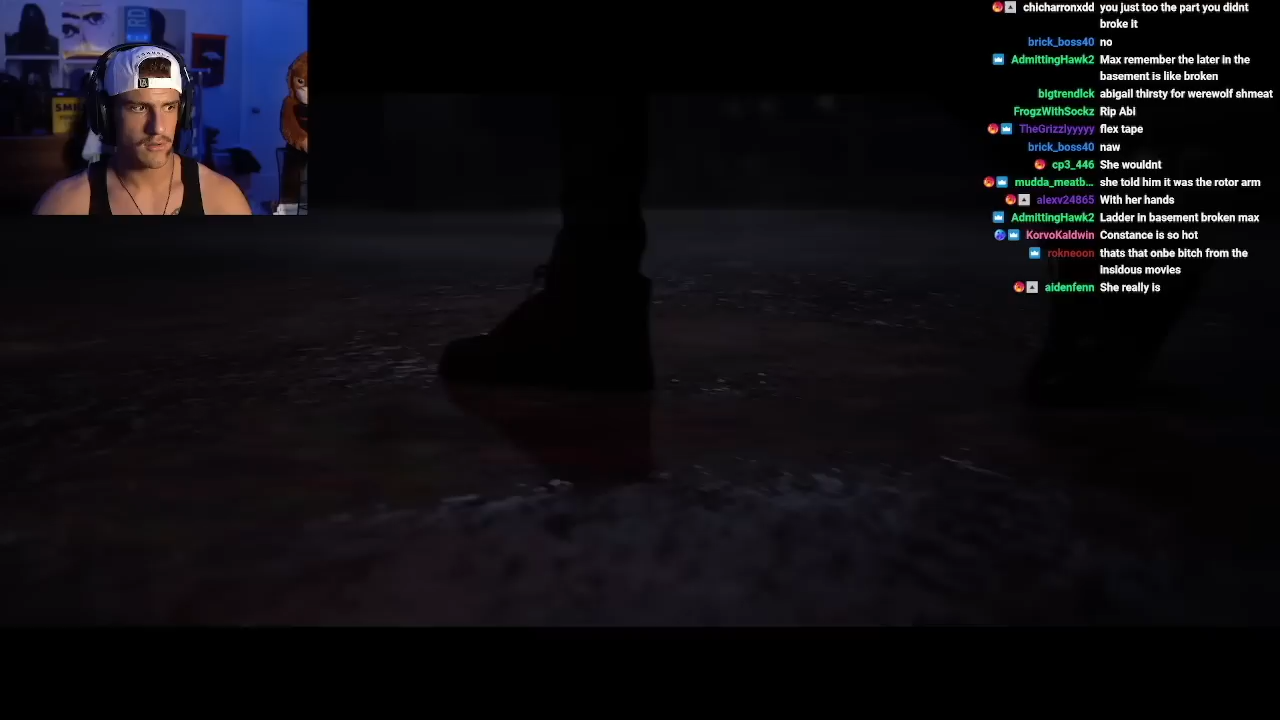 chicharronxdd you just too the part you didnt
broke it
brick_boss40 no
AdmittingHawk2 Max remember the later in the
basement is like broken
bigtrendlck abigail thirsty for werewolf shmeat
FrogzWithSockz Rip Abi
TheGrizzlyyyyy flex tape
brick_boss40 naw
cp3_446 She wouldnt
mudda_meatb... she told him it was the rotor arm
alexv24865 With her hands
AdmittingHawk2 Ladder in basement broken max
KorvoKaldwin Constance is so hot
rokneoon thats that onbe bitch from the
insidous movies
aidenfenn She really is